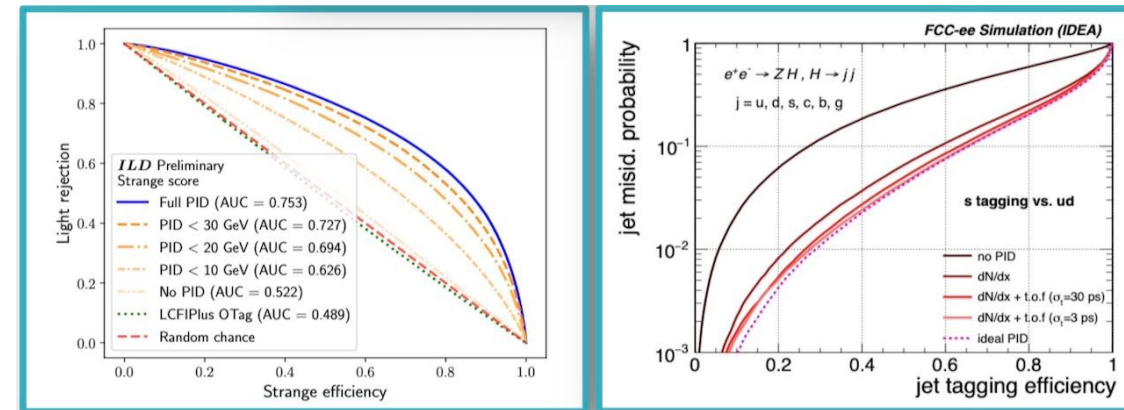 1.0
0.8
0.6
0.4
0.2
0.0
Light rejection
ILD Preliminary
Strange score
Full PID (AUC = 0.753)
PID < 30 GeV (AUC = 0.727)
PID < 20 GeV (AUC = 0.694)
PID < 10 GeV (AUC = 0.626)
No PID (AUC = 0.522)
LCFIPlus OTag (AUC = 0.489)
Random chance
0.0 0.2 0.4 0.6 0.8 1.0
Strange efficiency
FCC-ee Simulation (IDEA)
jet misid. probability
1
10⁻¹
10⁻²
10⁻³
e⁺e⁻ → Z H, H → j j
j = u, d, s, c, b, g
s tagging vs. ud
no PID
dN/dx
dN/dx + t.o.f (σₜ=30 ps)
dN/dx + t.o.f (σₜ=3 ps)
ideal PID
0 0.2 0.4 0.6 0.8 1
jet tagging efficiency